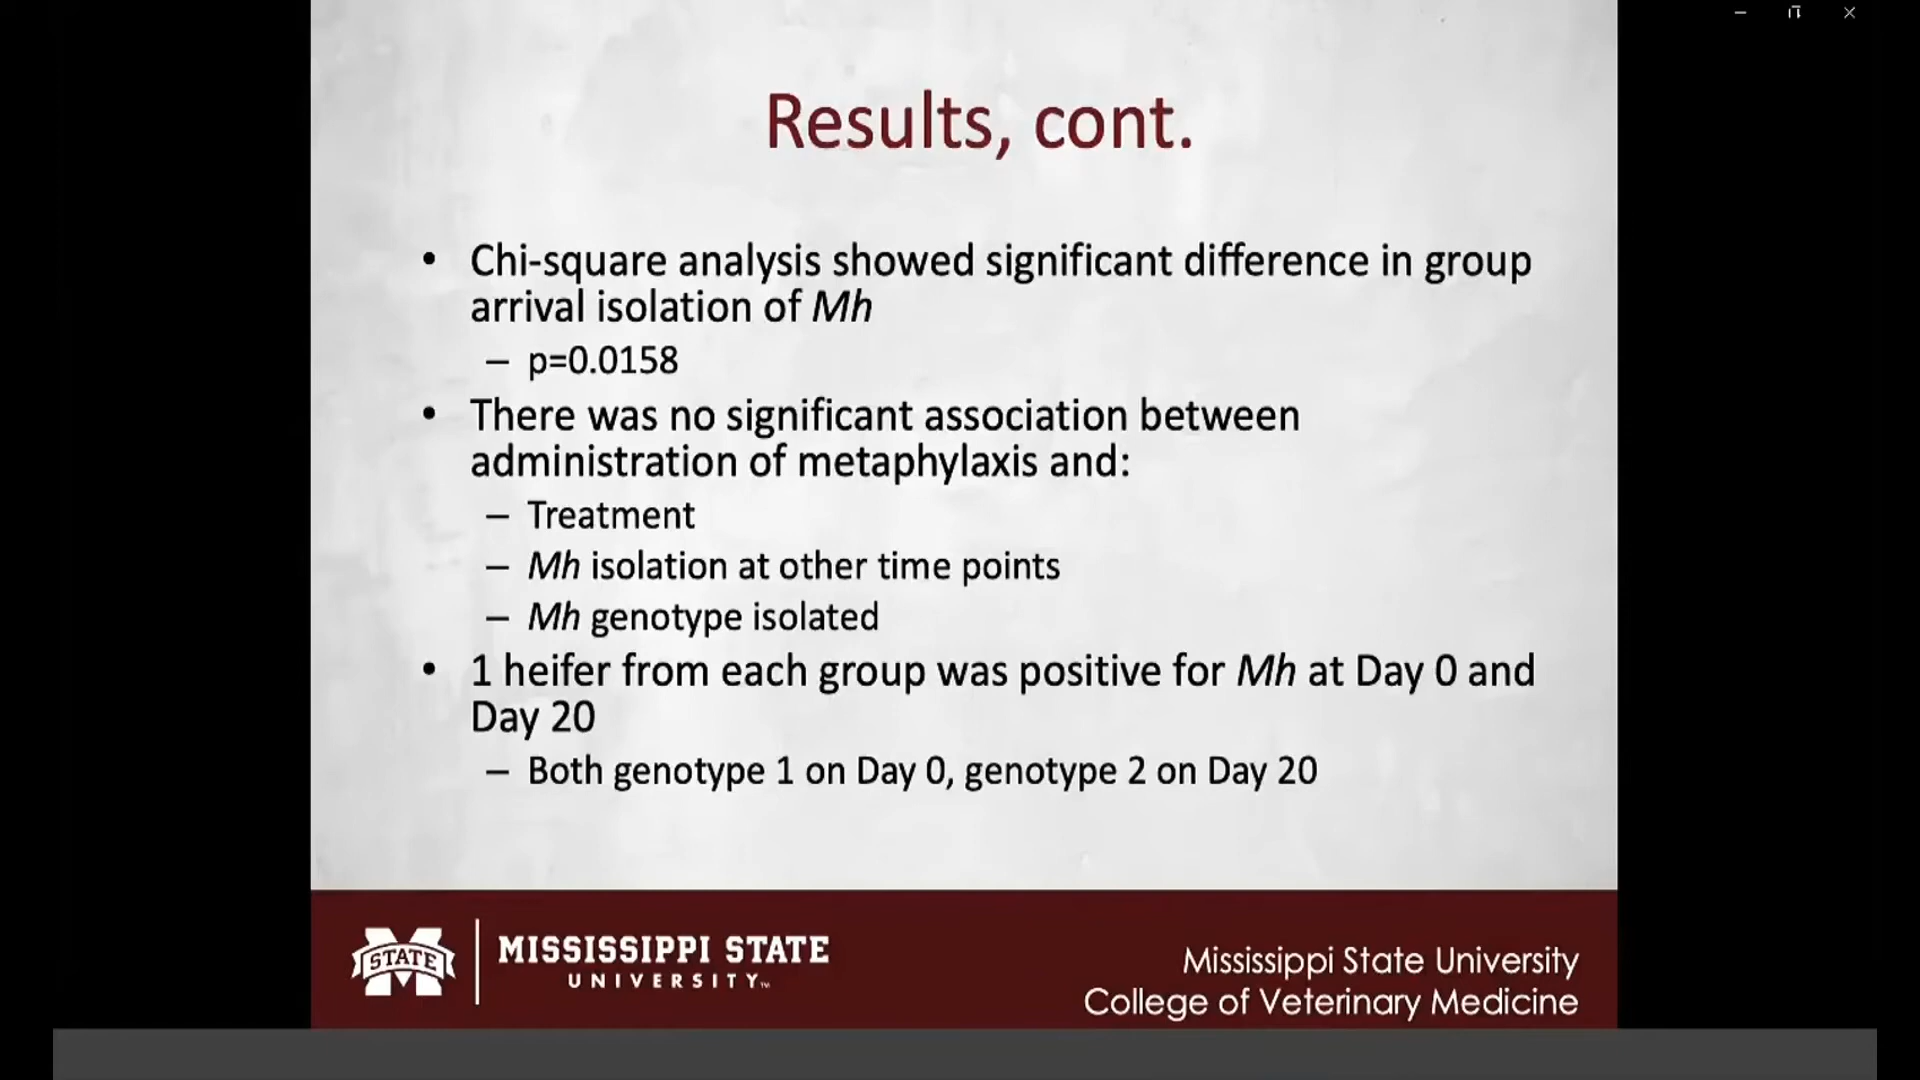 Results, cont.
• Chi-square analysis showed significant difference in group
arrival isolation of Mh
– p=0.0158
• There was no significant association between
administration of metaphylaxis and:
– Treatment
– Mh isolation at other time points
– Mh genotype isolated
• 1 heifer from each group was positive for Mh at Day 0 and
Day 20
– Both genotype 1 on Day 0, genotype 2 on Day 20
STATE
MISSISSIPPI STATE
UNIVERSITY™
Mississippi State University
College of Veterinary Medicine